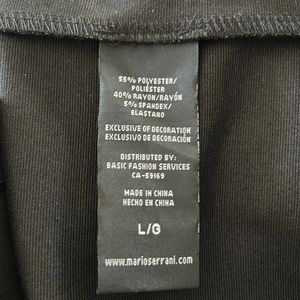 55% POLYESTER/
POLIÉSTER
40% RAYON/RAYÓN
5% SPANDEX/
ELASTANO
EXCLUSIVE OF DECORATION
EXCLUSIVO DE DECORACIÓN
DISTRIBUTED BY:
BASIC FASHION SERVICES
CA-59169
MADE IN CHINA
HECHO EN CHINA
L/G
www.marioserrani.com